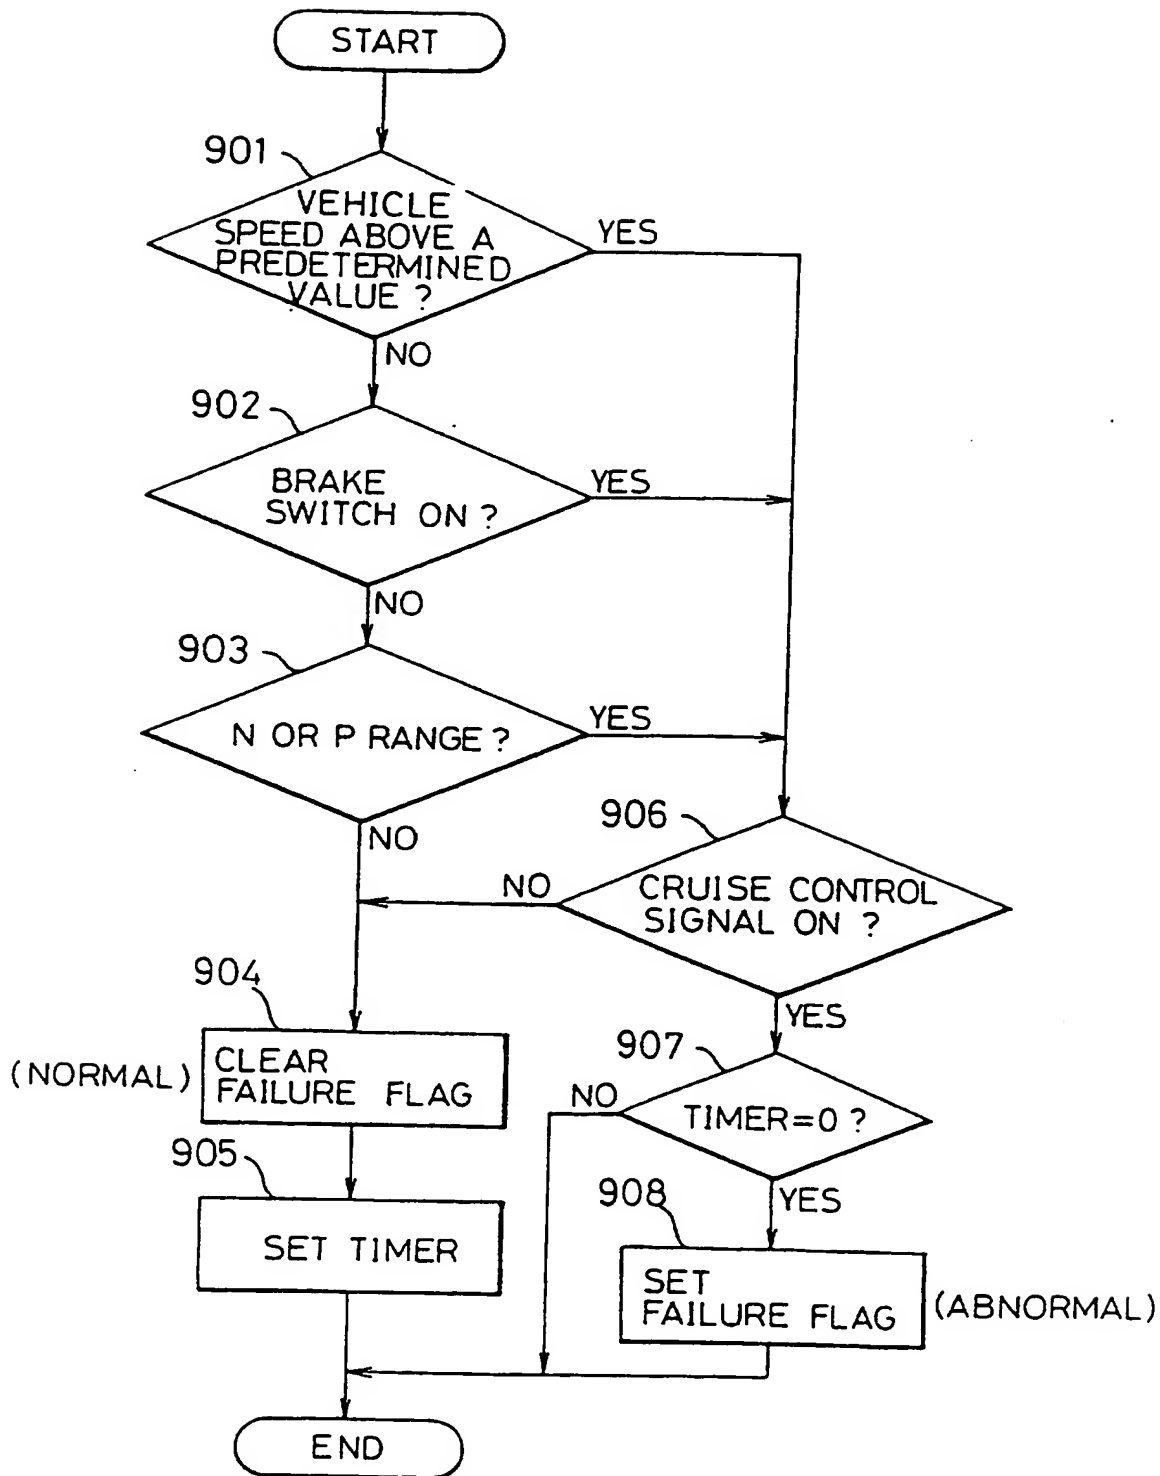 START
901
VEHICLE
SPEED ABOVE A
PREDETERMINED
VALUE ?
YES
NO
902
BRAKE
SWITCH ON ?
YES
NO
903
N OR P RANGE ?
YES
NO
906
CRUISE CONTROL
SIGNAL ON ?
NO
YES
904
(NORMAL)
CLEAR
FAILURE FLAG
907
TIMER=0 ?
NO
YES
905
SET TIMER
908
SET
FAILURE FLAG
(ABNORMAL)
END